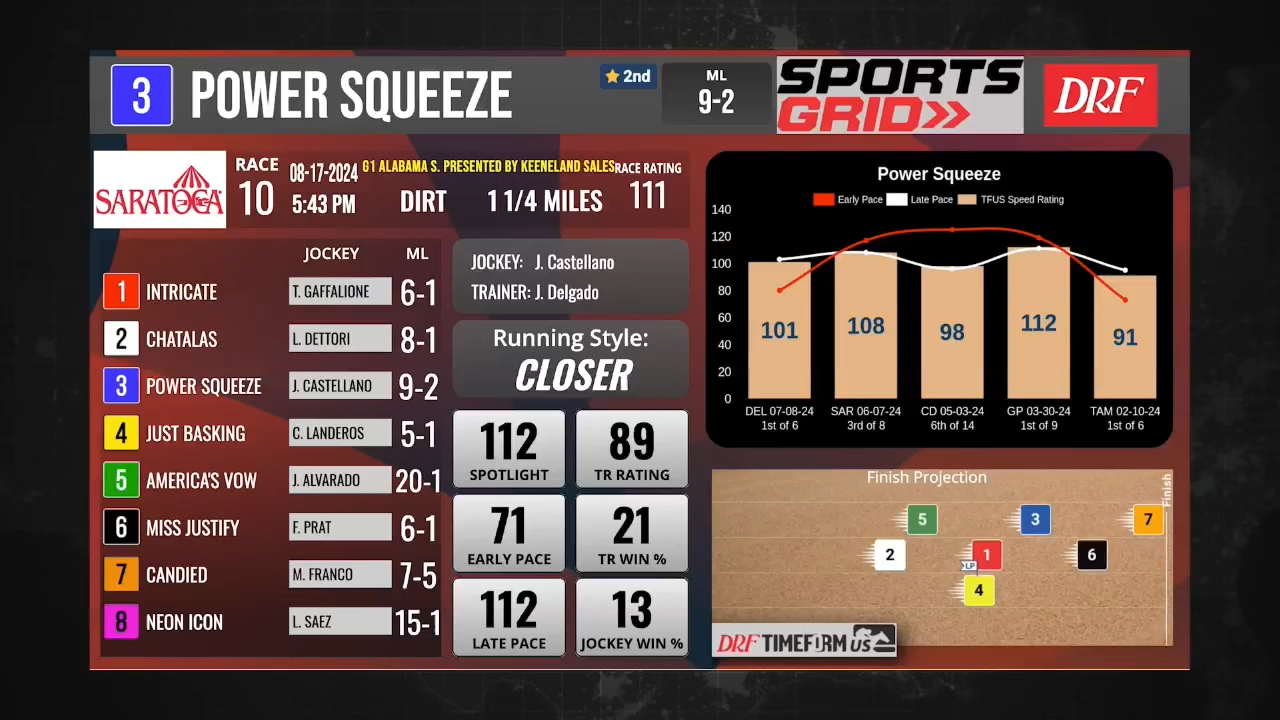 3 POWER SQUEEZE 2nd ML 9-2 SPORTS GRID DRF
SARATOGA
RACE 10
08-17-2024
5:43 PM
G1 ALABAMA S. PRESENTED BY KEENELAND SALES
DIRT 1 1/4 MILES
RACE RATING
111
JOCKEY ML
1 INTRICATE T. GAFFALIONE 6-1
2 CHATALAS L. DETTORI 8-1
3 POWER SQUEEZE J. CASTELLANO 9-2
4 JUST BASKING C. LANDEROS 5-1
5 AMERICA'S VOW J. ALVARADO 20-1
6 MISS JUSTIFY F. PRAT 6-1
7 CANDIED M. FRANCO 7-5
8 NEON ICON L. SAEZ 15-1
JOCKEY: J. Castellano
TRAINER: J. Delgado
Running Style:
CLOSER
112 89
SPOTLIGHT TR RATING
71 21
EARLY PACE TR WIN %
112 13
LATE PACE JOCKEY WIN %
Power Squeeze
Early Pace Late Pace TFUS Speed Rating
140
120
100
80
60
40
20
0
101 108 98 112 91
DEL 07-08-24 SAR 06-07-24 CD 05-03-24 GP 03-30-24 TAM 02-10-24
1st of 6 3rd of 8 6th of 14 1st of 9 1st of 6
Finish Projection
Finish
5 3 7
2 1 6
LP
4
DRF TIMEFORM US